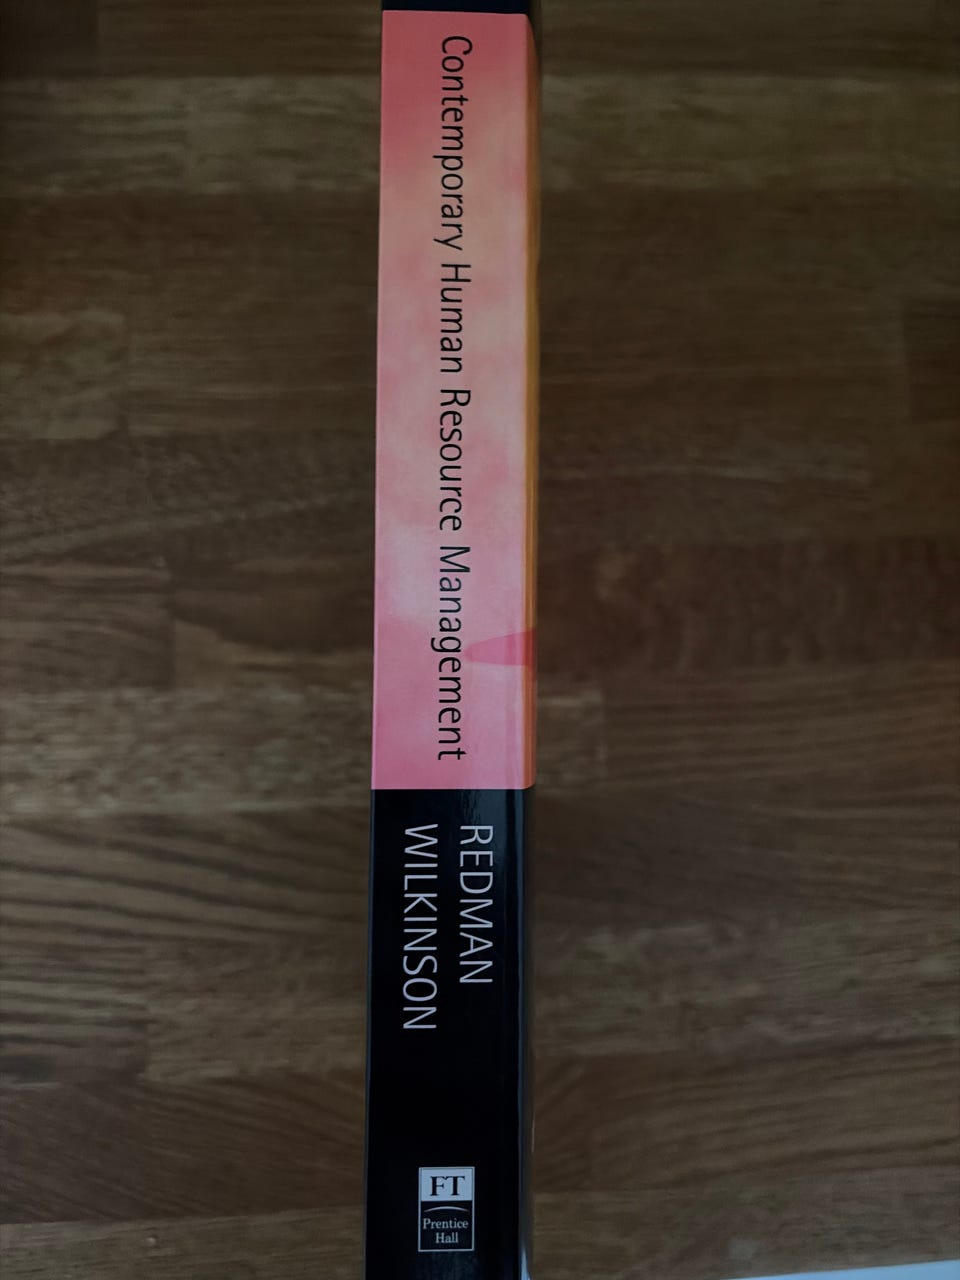 Contemporary Human Resource Management
REDMAN
WILKINSON
FT
Prentice
Hall